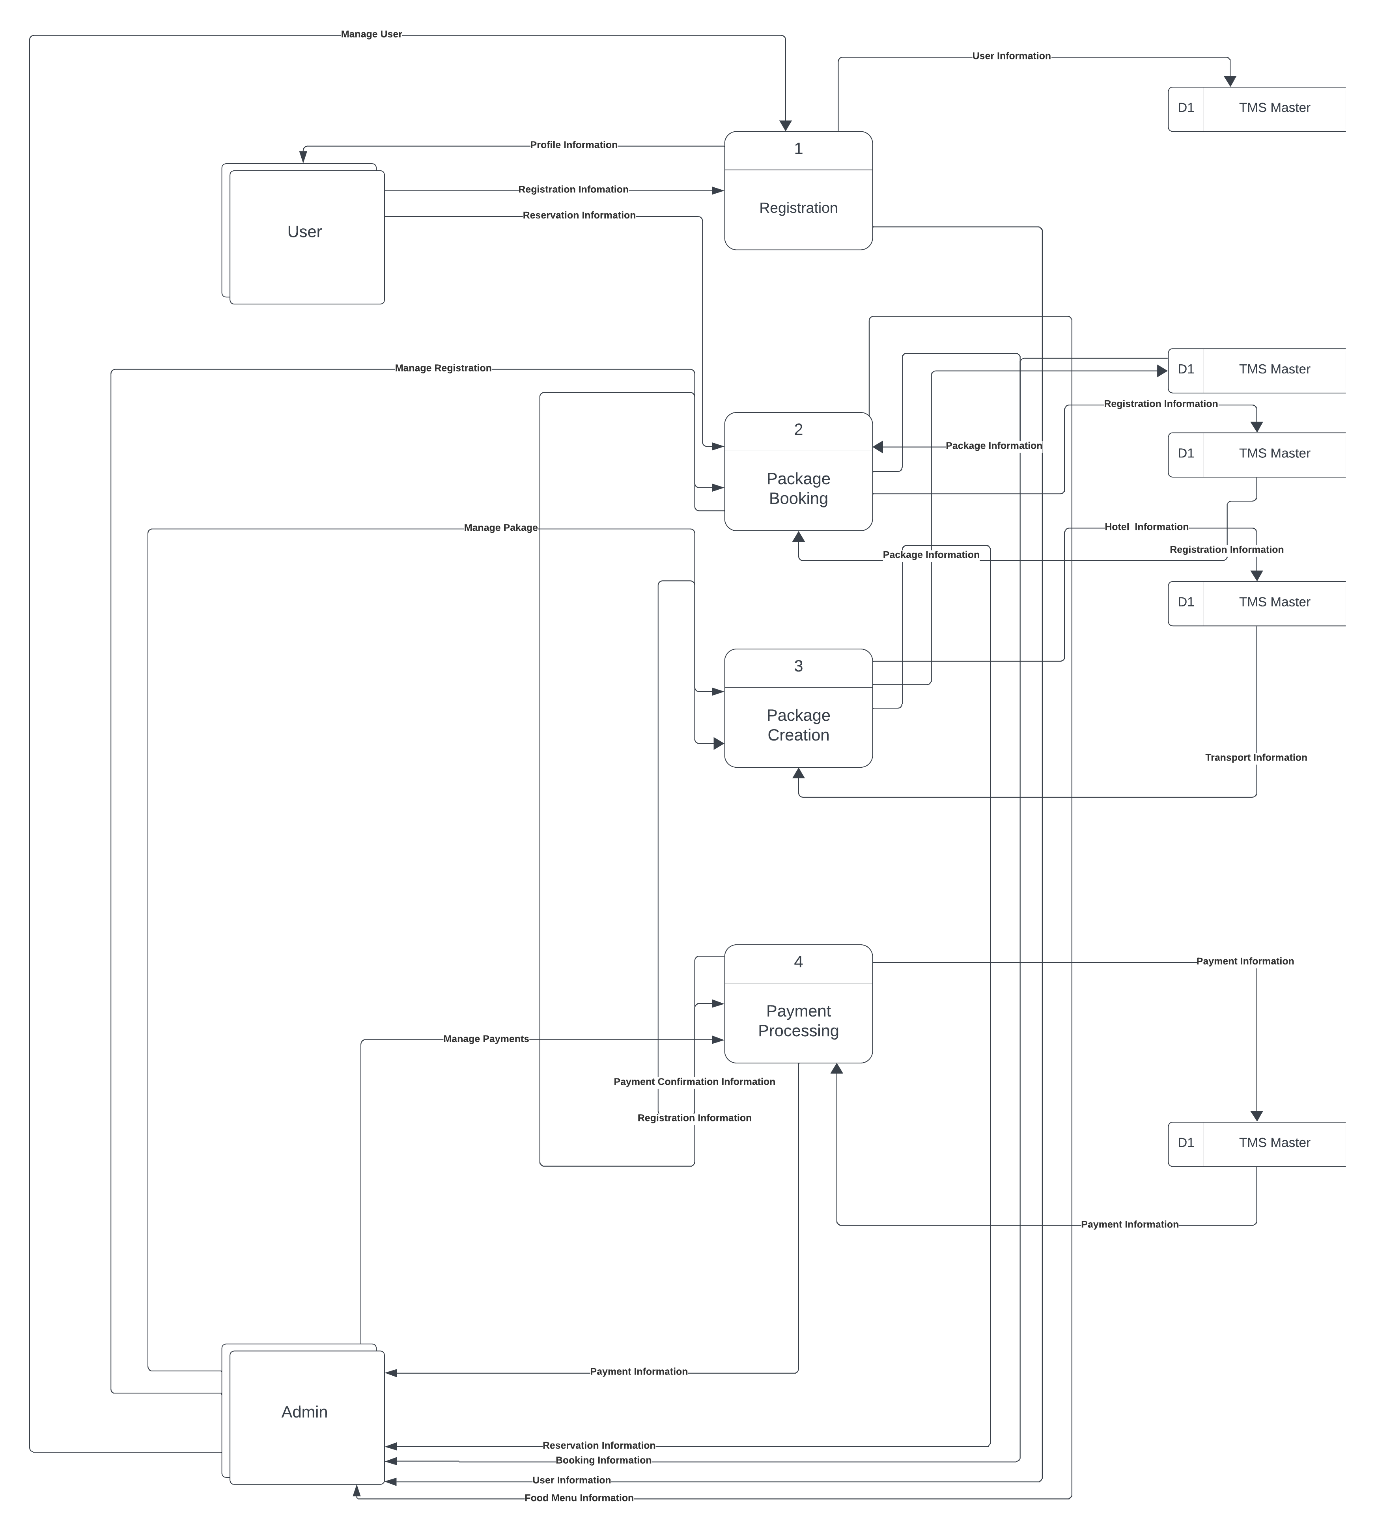 Manage User
User Information
D1 TMS Master
Profile Information
1
Registration Infomation
Registration
Reservation Information
User
Manage Registration
D1 TMS Master
Registration Information
2
Package Information
D1 TMS Master
Package
Booking
Manage Pakage
Hotel Information
Package Information
Registration Information
D1 TMS Master
3
Package
Creation
Transport Information
4
Payment Information
Payment
Processing
Manage Payments
Payment Confirmation Information
Registration Information
D1 TMS Master
Payment Information
Payment Information
Admin
Reservation Information
Booking Information
User Information
Food Menu Information